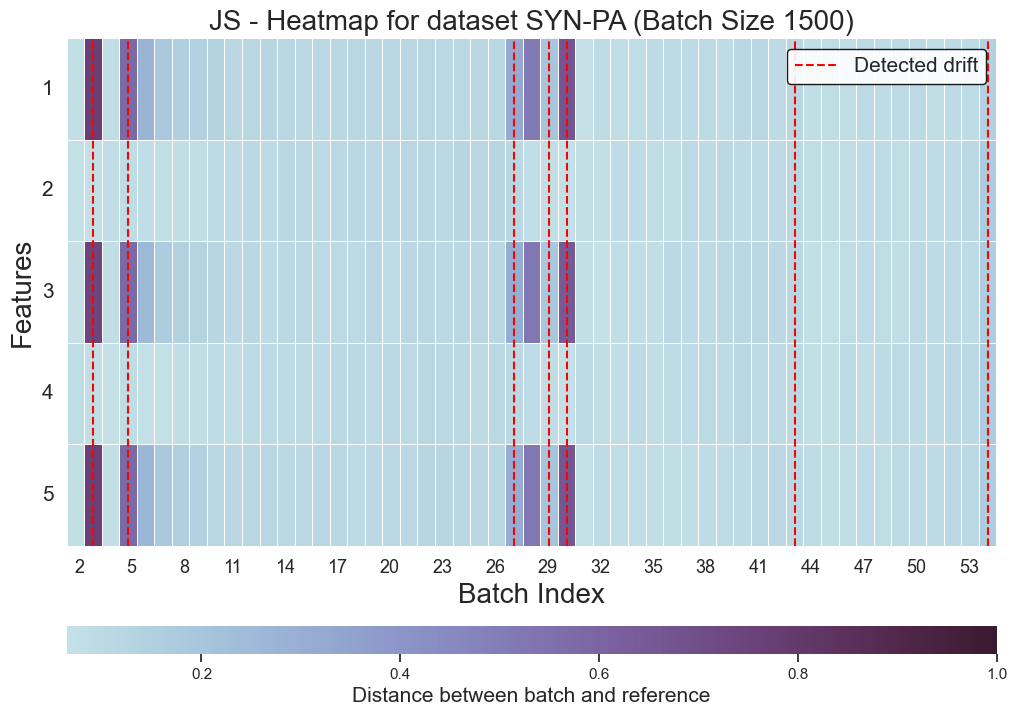 JS - Heatmap for dataset SYN-PA (Batch Size 1500)
Detected drift
Features
1
2
3
4
5
2 5 8 11 14 17 20 23 26 29 32 35 38 41 44 47 50 53
Batch Index
0.2 0.4 0.6 0.8 1.0
Distance between batch and reference